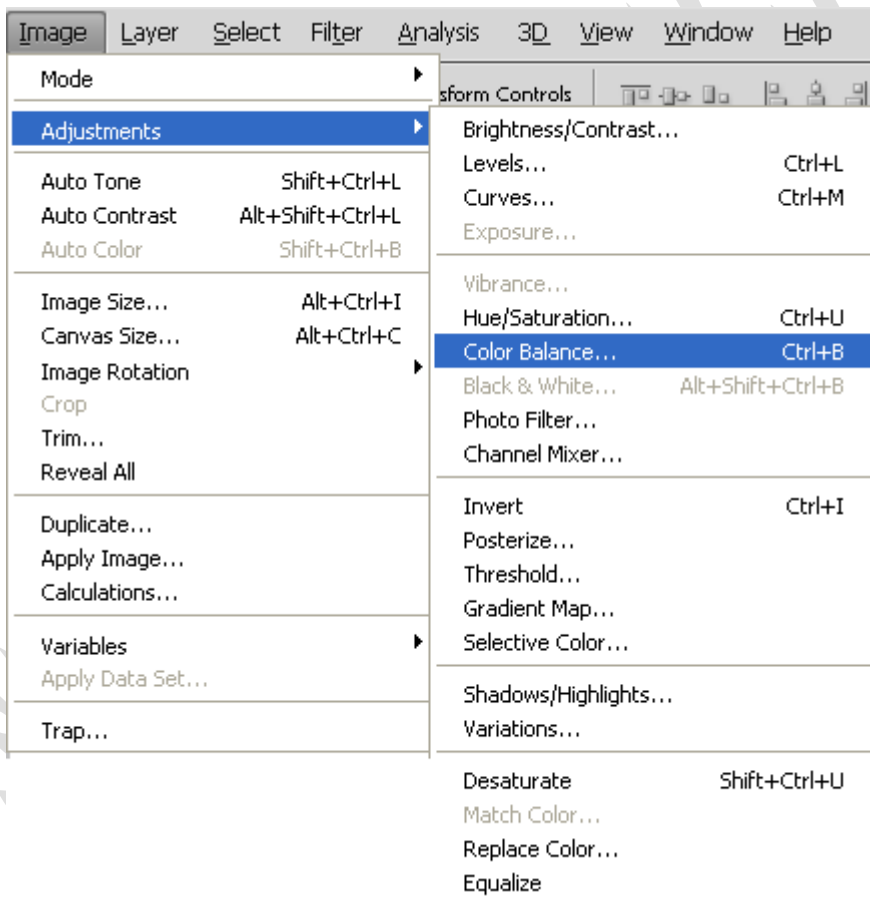 Image Layer Select Filter Analysis 3D View Window Help
sform Controls
Mode
Adjustments
Auto Tone Shift+Ctrl+L
Auto Contrast Alt+Shift+Ctrl+L
Auto Color Shift+Ctrl+B
Image Size... Alt+Ctrl+I
Canvas Size... Alt+Ctrl+C
Image Rotation
Crop
Trim...
Reveal All
Duplicate...
Apply Image...
Calculations...
Variables
Apply Data Set...
Trap...
Brightness/Contrast...
Levels... Ctrl+L
Curves... Ctrl+M
Exposure...
Vibrance...
Hue/Saturation... Ctrl+U
Color Balance... Ctrl+B
Black & White... Alt+Shift+Ctrl+B
Photo Filter...
Channel Mixer...
Invert Ctrl+I
Posterize...
Threshold...
Gradient Map...
Selective Color...
Shadows/Highlights...
Variations...
Desaturate Shift+Ctrl+U
Match Color...
Replace Color...
Equalize